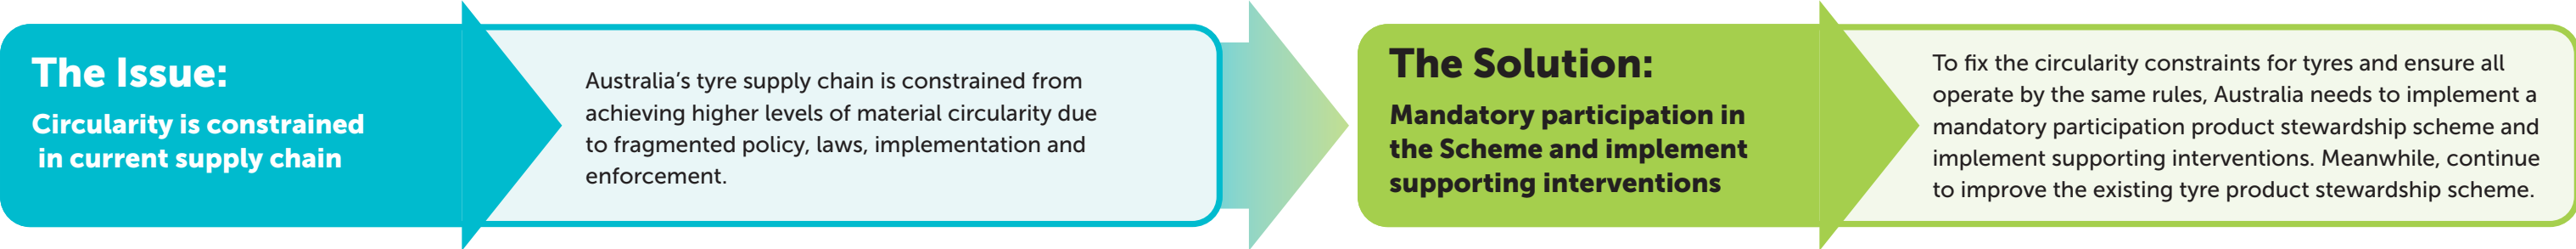 The Issue:
Circularity is constrained
in current supply chain
Australia’s tyre supply chain is constrained from
achieving higher levels of material circularity due
to fragmented policy, laws, implementation and
enforcement.
The Solution:
Mandatory participation in
the Scheme and implement
supporting interventions
To fix the circularity constraints for tyres and ensure all
operate by the same rules, Australia needs to implement a
mandatory participation product stewardship scheme and
implement supporting interventions. Meanwhile, continue
to improve the existing tyre product stewardship scheme.